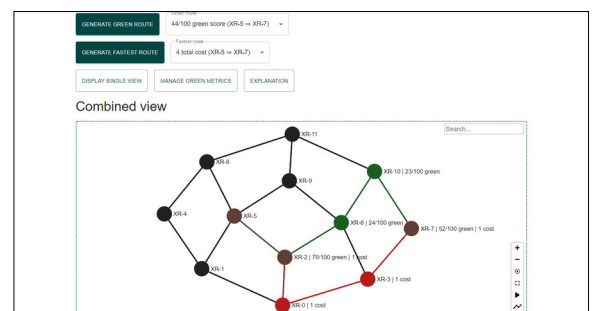 Green route
GENERATE GREEN ROUTE
44/100 green score (XR-5 ⇒ XR-7)
Fastest route
GENERATE FASTEST ROUTE
4 total cost (XR-5 ⇒ XR-7)
DISPLAY SINGLE VIEW
MANAGE GREEN METRICS
EXPLANATION
Combined view
Search...
XR-11
XR-8
XR-10 | 23/100 green
XR-9
XR-4
XR-5
XR-6 | 24/100 green
XR-7 | 52/100 green | 1 cost
XR-2 | 79/100 green | 1 cost
XR-1
XR-3 | 1 cost
XR-0 | 1 cost